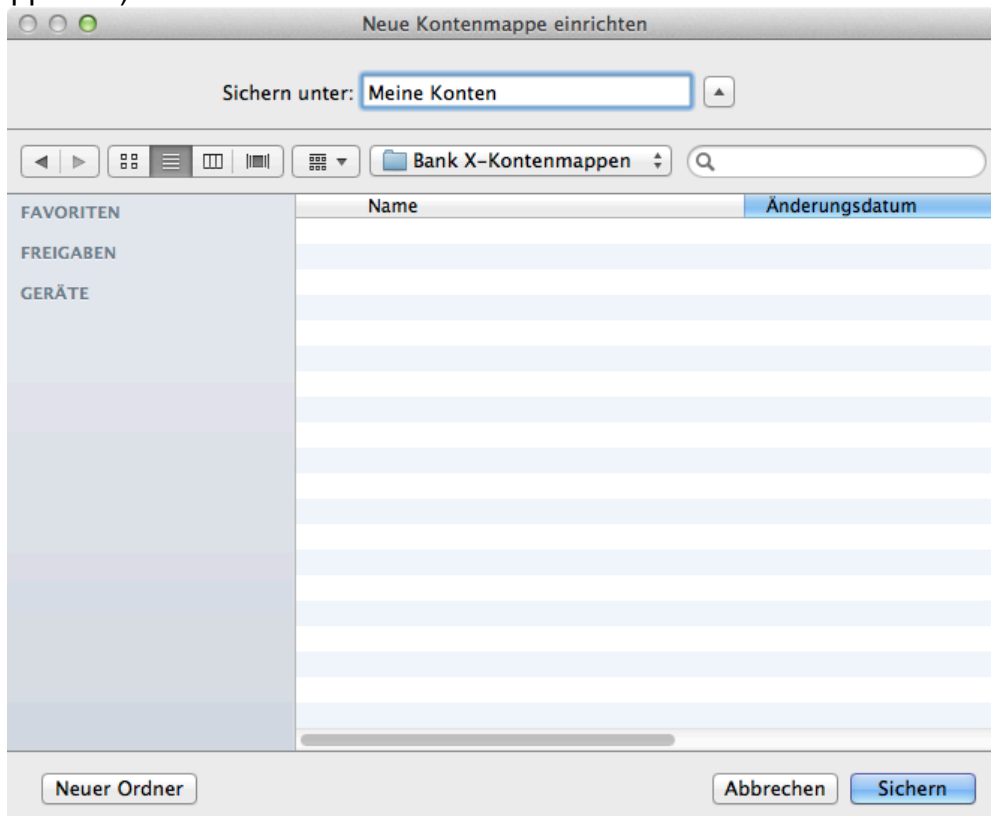 Neue Kontenmappe einrichten
Sichern unter: Meine Konten
Bank X-Kontenmappen
FAVORITEN
FREIGABEN
GERÄTE
Name Änderungsdatum
Neuer Ordner Abbrechen Sichern